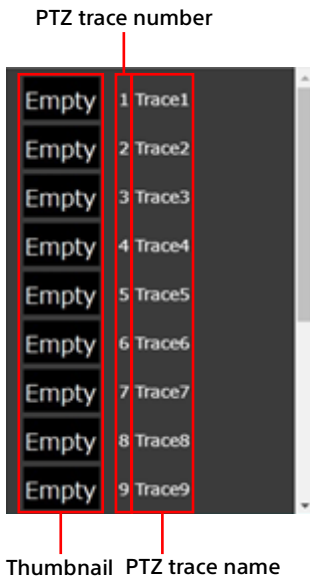 PTZ trace number
Empty 1 Trace1
Empty 2 Trace2
Empty 3 Trace3
Empty 4 Trace4
Empty 5 Trace5
Empty 6 Trace6
Empty 7 Trace7
Empty 8 Trace8
Empty 9 Trace9
Thumbnail PTZ trace name